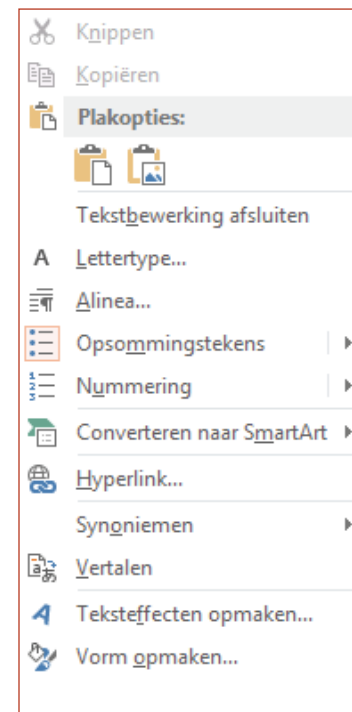 Knippen
Kopiëren
Plakopties:
Tekstbewerking afsluiten
Lettertype...
Alinea...
Opsommingstekens
Nummering
Converteren naar SmartArt
Hyperlink...
Synoniemen
Vertalen
Teksteffecten opmaken...
Vorm opmaken...